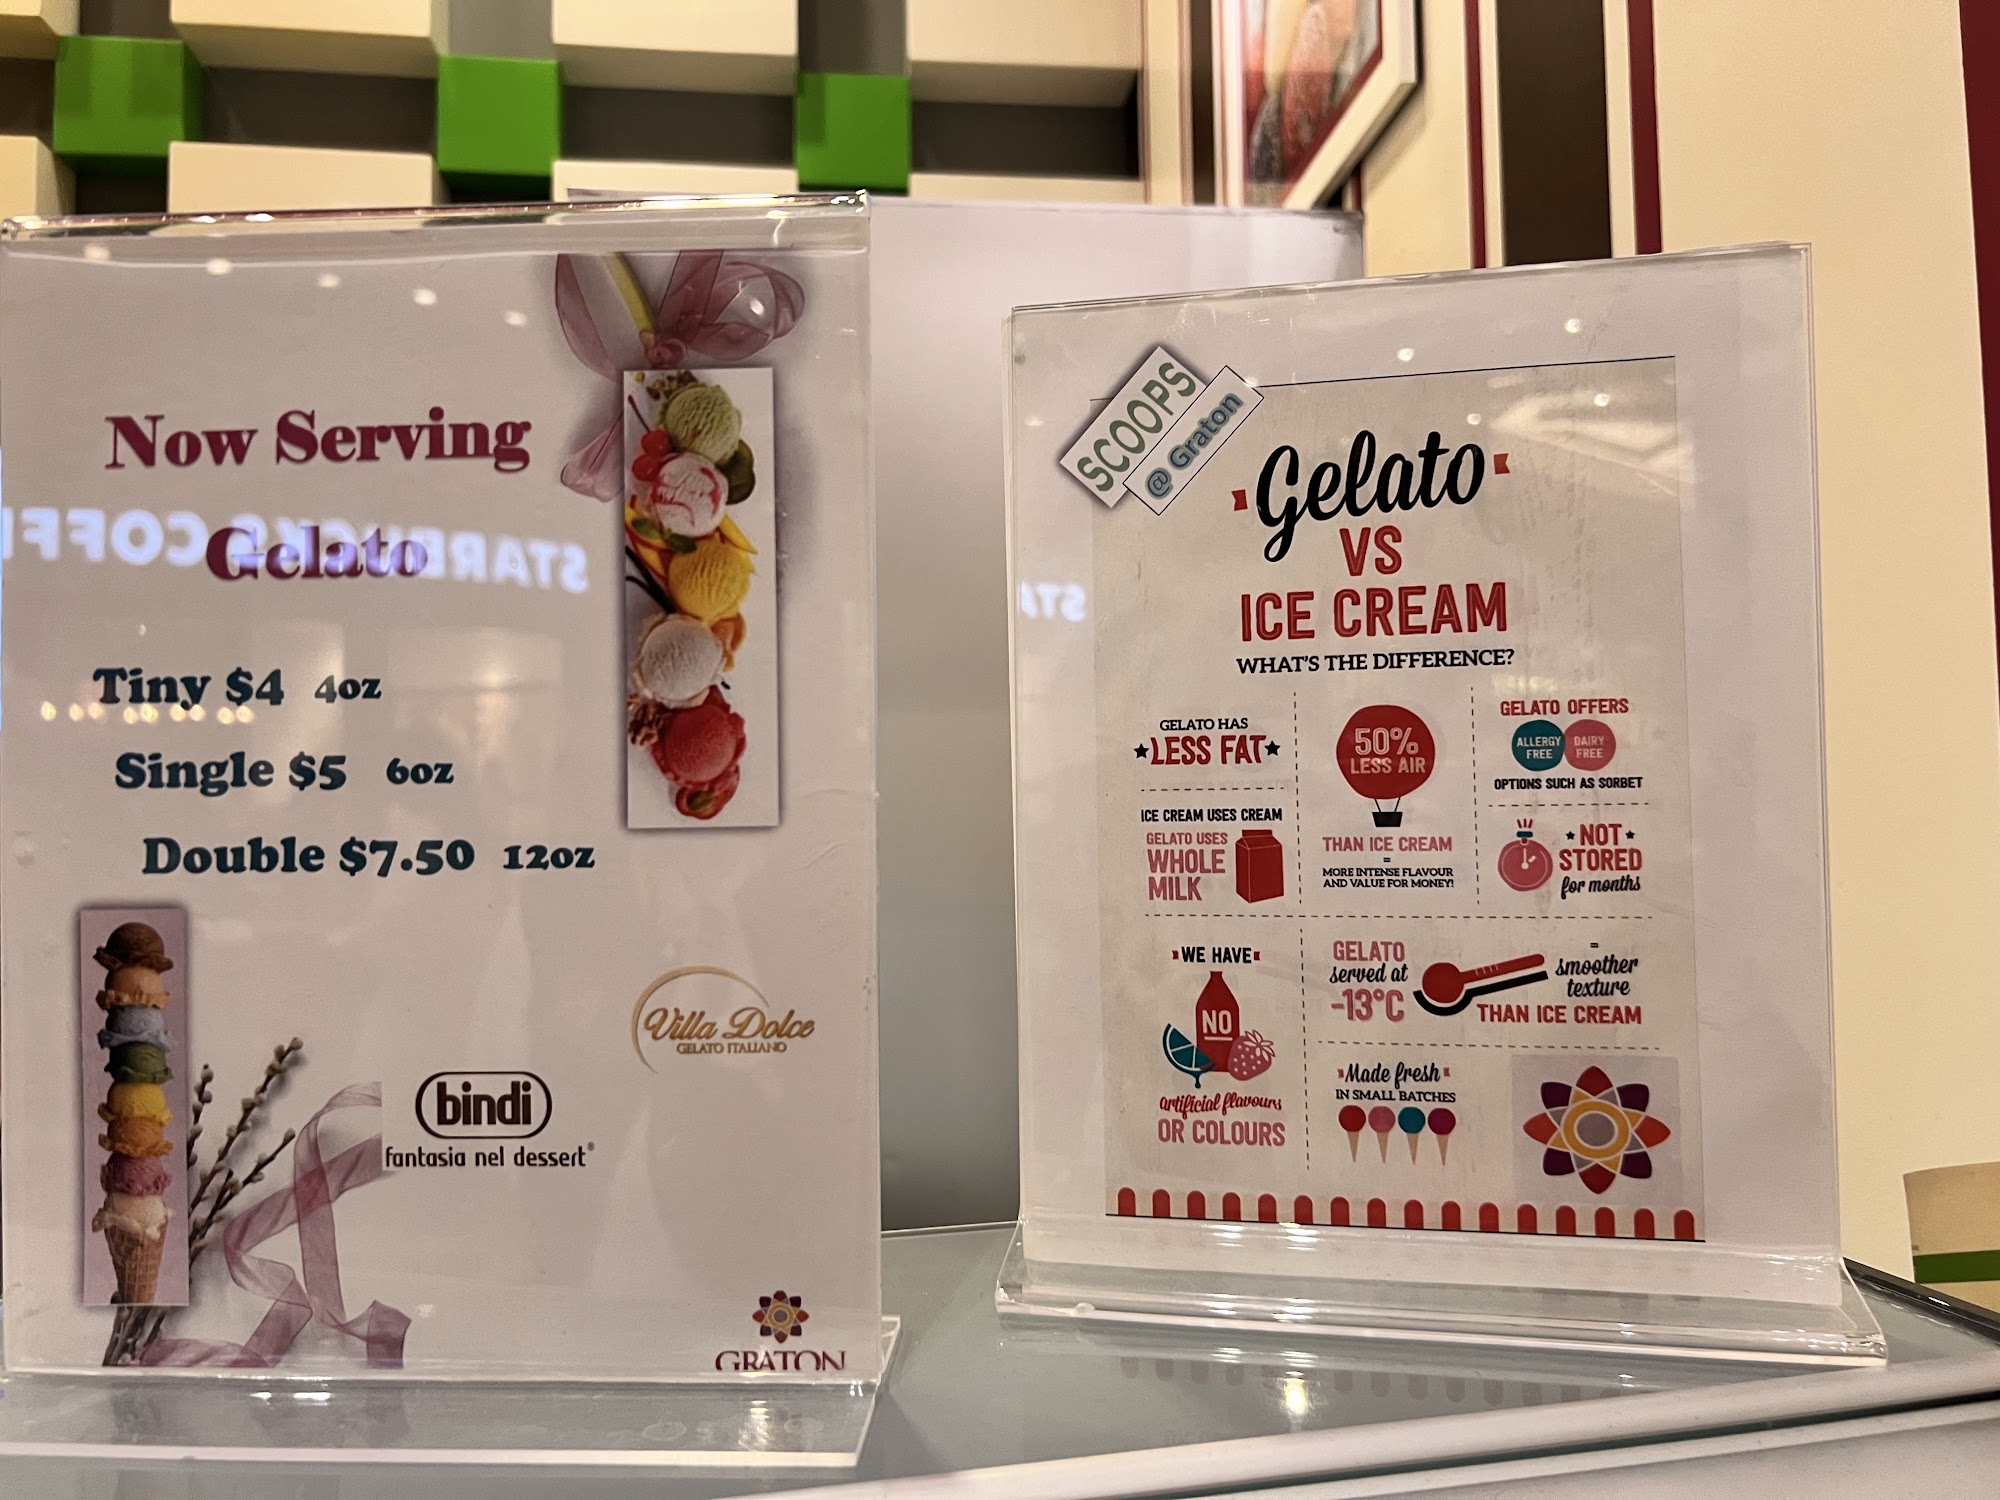 Now Serving
Gelato
Tiny $4 4oz
Single $5 6oz
Double $7.50 12oz
Villa Dolce
GELATO ITALIANO
bindi
fantasia nel dessert®
GRATON
STARBUCKS COFF
STA
SCOOPS
@ Graton
Gelato
VS
ICE CREAM
WHAT'S THE DIFFERENCE?
GELATO HAS
LESS FAT
ICE CREAM USES CREAM
GELATO USES
WHOLE
MILK
50%
LESS AIR
THAN ICE CREAM
=
MORE INTENSE FLAVOUR
AND VALUE FOR MONEY!
GELATO OFFERS
ALLERGY
FREE
DAIRY
FREE
OPTIONS SUCH AS SORBET
NOT
STORED
for months
WE HAVE
NO
artificial flavours
OR COLOURS
GELATO
served at
-13°C
=
smoother
texture
THAN ICE CREAM
Made fresh
IN SMALL BATCHES